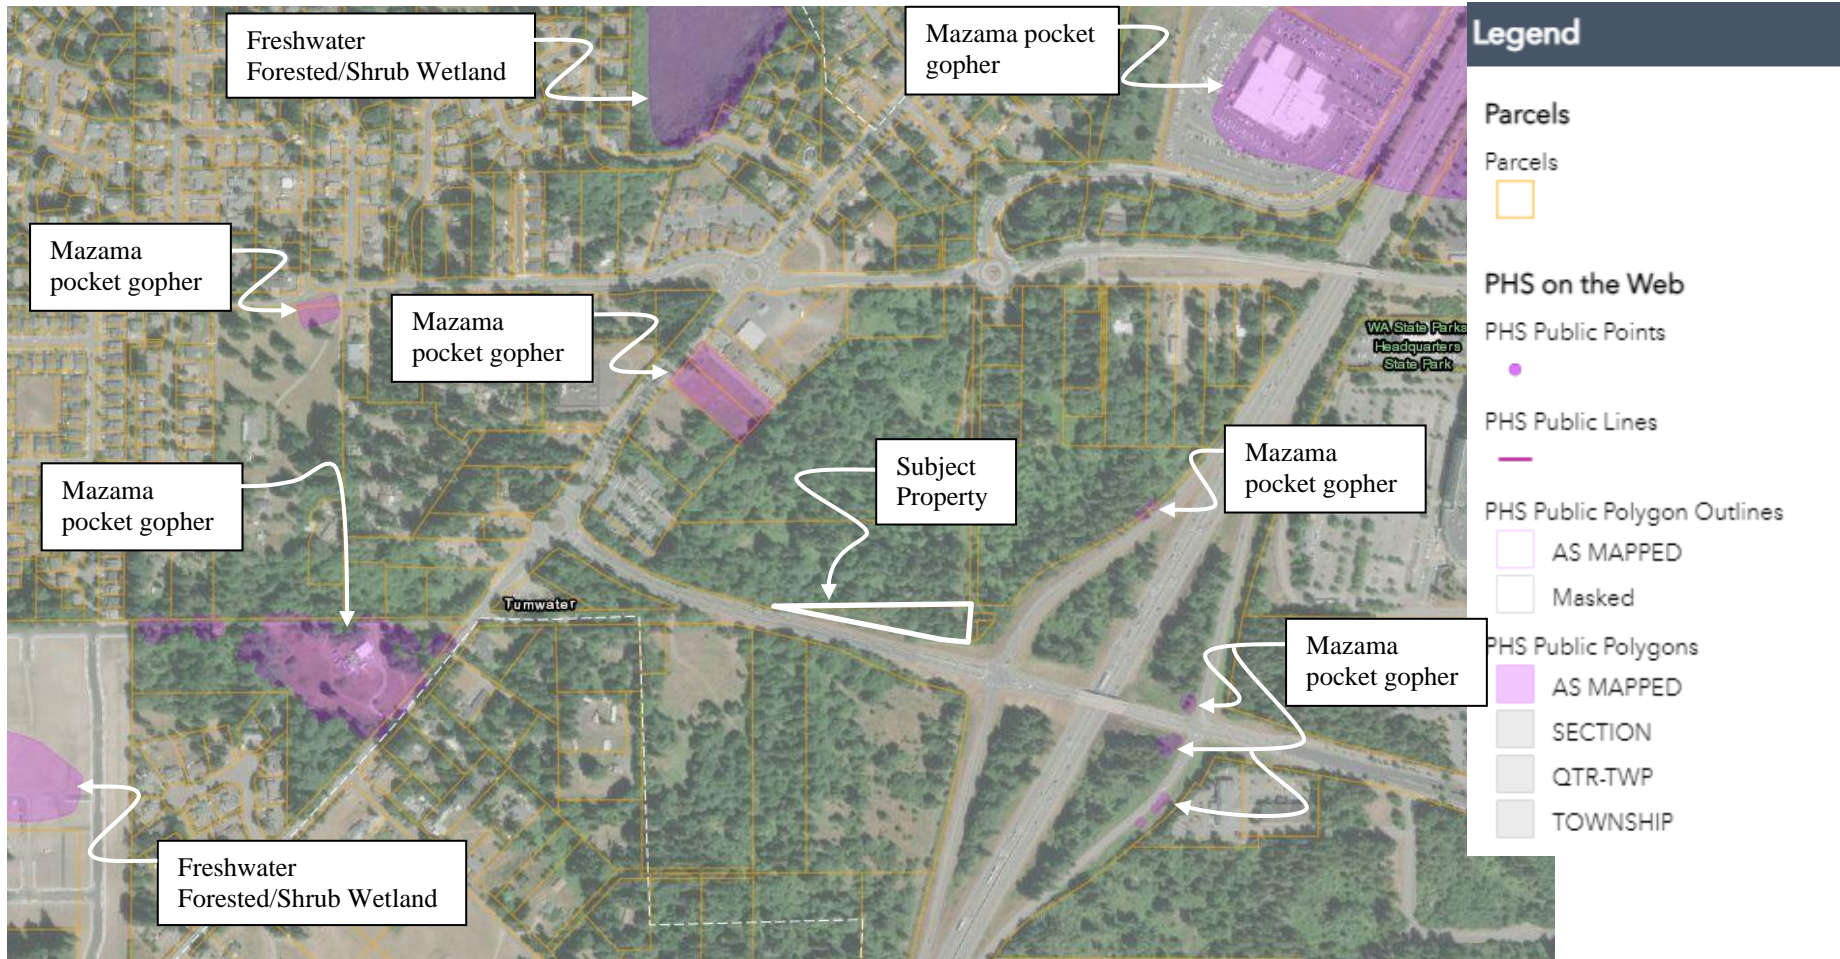 Freshwater
Forested/Shrub Wetland
Mazama pocket
gopher
Mazama
pocket gopher
Mazama
pocket gopher
Mazama
pocket gopher
Subject
Property
Mazama
pocket gopher
WA State Parks
Headquarters
State Park
Tumwater
Mazama
pocket gopher
Freshwater
Forested/Shrub Wetland
Legend
Parcels
Parcels
PHS on the Web
PHS Public Points
PHS Public Lines
PHS Public Polygon Outlines
AS MAPPED
Masked
PHS Public Polygons
AS MAPPED
SECTION
QTR-TWP
TOWNSHIP